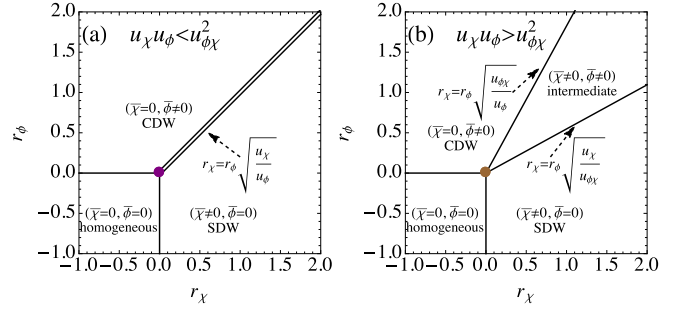 (a) u_χ u_ϕ<u²_ϕχ
2.0
1.5
1.0
0.5
0.0
−0.5
−1.0
r_ϕ
(χ̄=0, ϕ̄≠0)
CDW
r_χ=r_ϕ √(u_χ/u_ϕ)
(χ̄=0, ϕ̄=0)
homogeneous
(χ̄≠0, ϕ̄=0)
SDW
−1.0 −0.5 0.0 0.5 1.0 1.5 2.0
r_χ
(b) u_χ u_ϕ>u²_ϕχ
2.0
1.5
1.0
0.5
0.0
−0.5
−1.0
r_ϕ
r_χ=r_ϕ √(u_ϕχ/u_ϕ)
(χ̄≠0, ϕ̄≠0)
intermediate
(χ̄=0, ϕ̄≠0)
CDW
r_χ=r_ϕ √(u_χ/u_ϕχ)
(χ̄=0, ϕ̄=0)
homogeneous
(χ̄≠0, ϕ̄=0)
SDW
−1.0 −0.5 0.0 0.5 1.0 1.5 2.0
r_χ